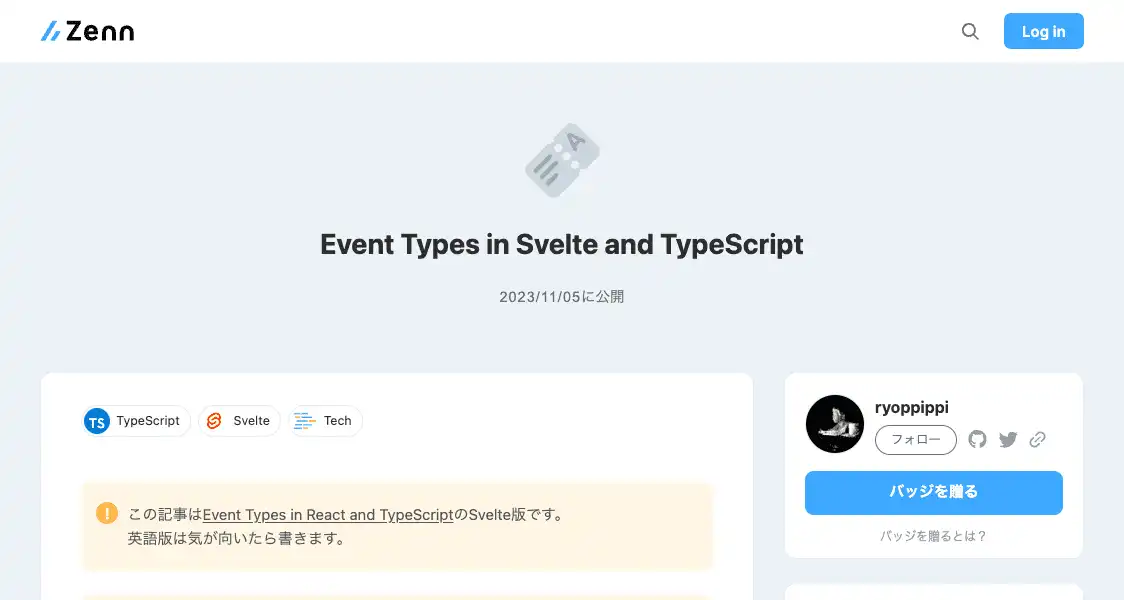 Zenn
Log in
Event Types in Svelte and TypeScript
2023/11/05に公開
TS TypeScript
Svelte
Tech
この記事はEvent Types in React and TypeScriptのSvelte版です。
英語版は気が向いたら書きます。
ryoppippi
フォロー
バッジを贈る
バッジを贈るとは？